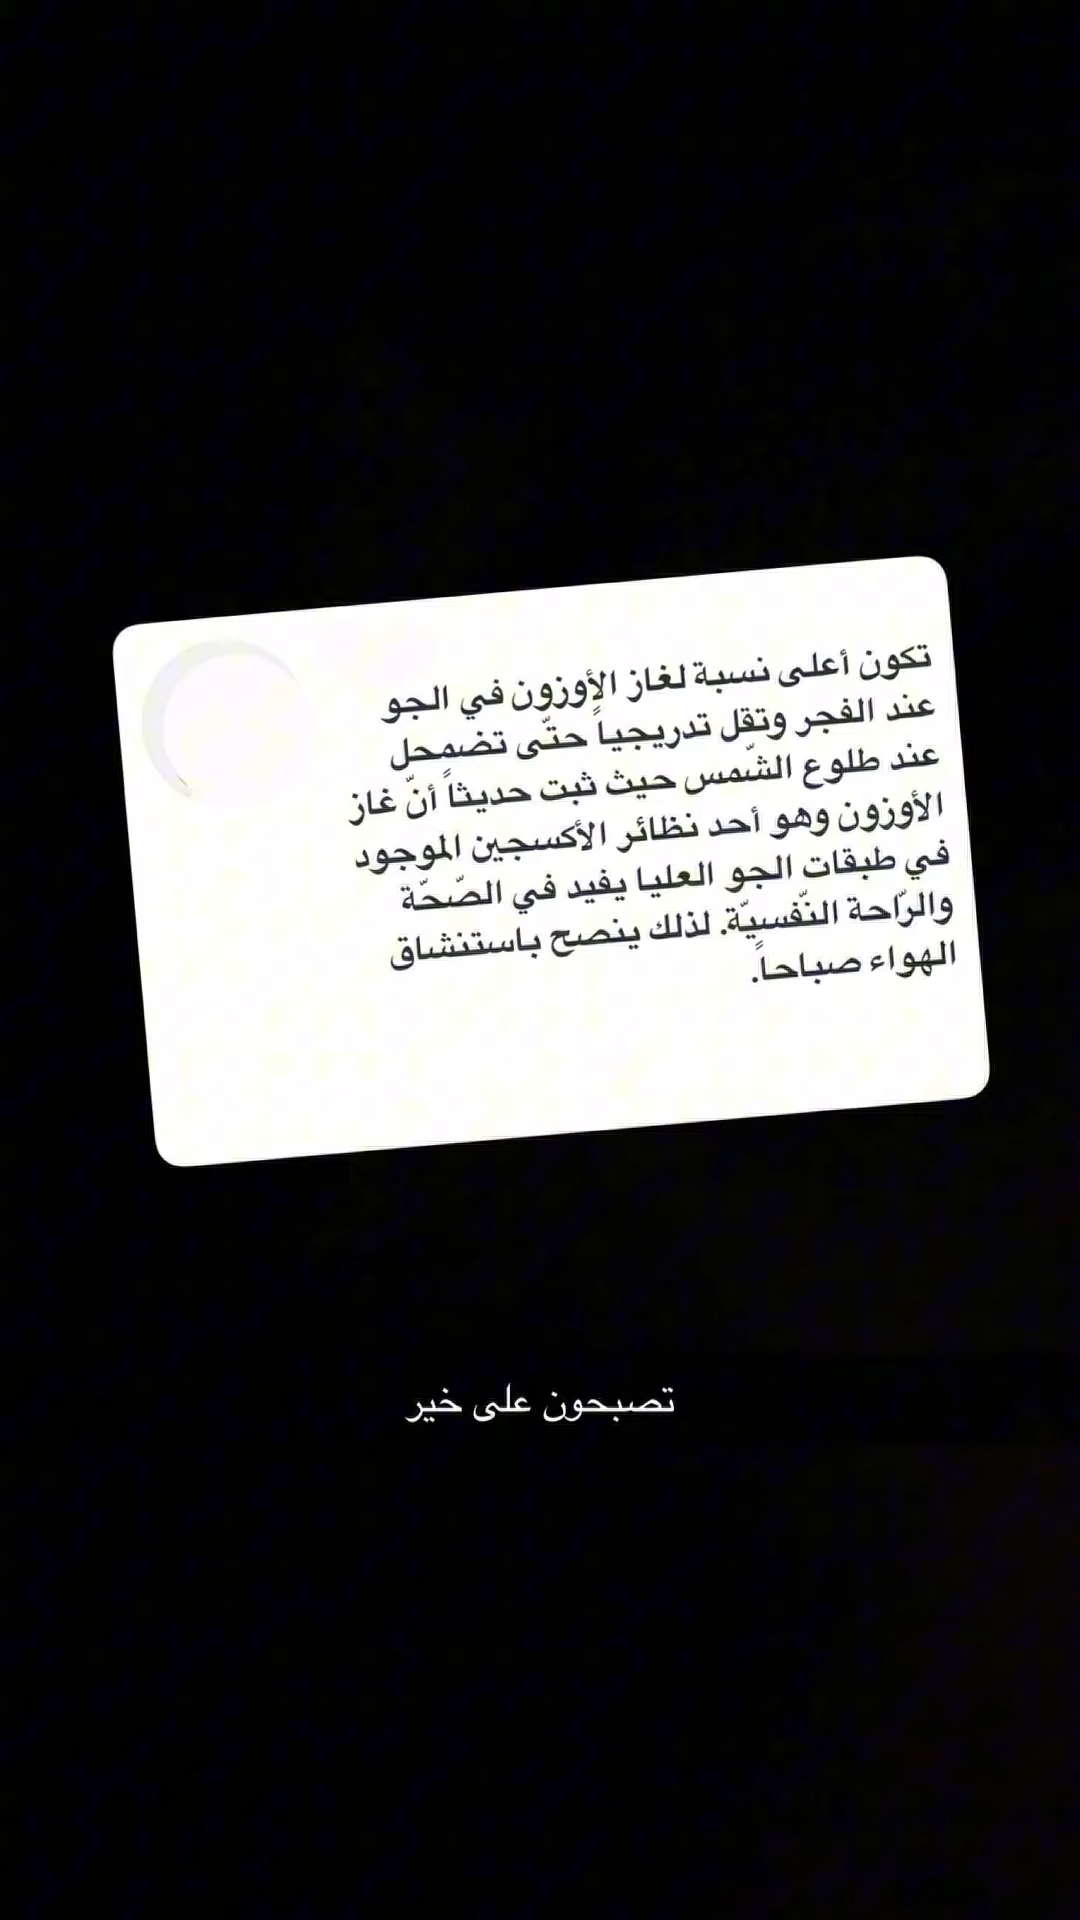 تكون أعلى نسبة لغاز الأوزون في الجو
عند الفجر وتقل تدريجياً حتّى تضمحل
عند طلوع الشّمس حيث ثبت حديثاً أنّ غاز
الأوزون وهو أحد نظائر الأكسجين الموجود
في طبقات الجو العليا يفيد في الصّحّة
والرّاحة النّفسيّة. لذلك ينصح باستنشاق
الهواء صباحاً.
تصبحون على خير